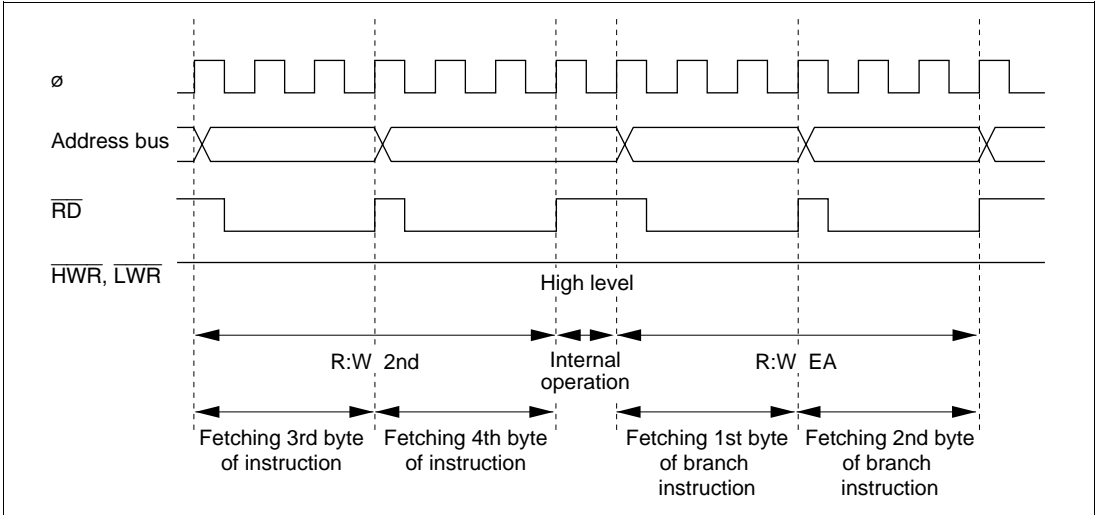 ø
Address bus
RD
HWR, LWR
High level
R:W 2nd
Internal
operation
R:W EA
Fetching 3rd byte
of instruction
Fetching 4th byte
of instruction
Fetching 1st byte
of branch
instruction
Fetching 2nd byte
of branch
instruction